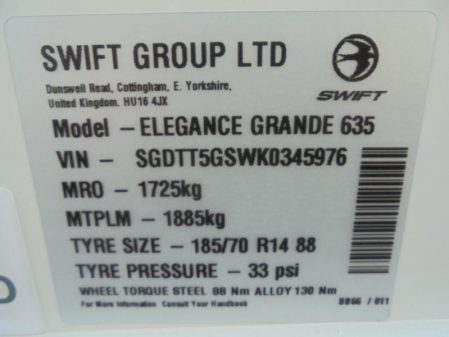 SWIFT GROUP LTD
Dunswell Road, Cottingham, E. Yorkshire,
United Kingdom. HU16 4JX
SWIFT
Model – ELEGANCE GRANDE 635
VIN – SGDTT5GSWK0345976
MRO – 1725kg
MTPLM – 1885kg
TYRE SIZE – 185/70 R14 88
TYRE PRESSURE – 33 psi
WHEEL TORQUE STEEL 88 Nm ALLOY 130 Nm
For More Information Consult Your Handbook